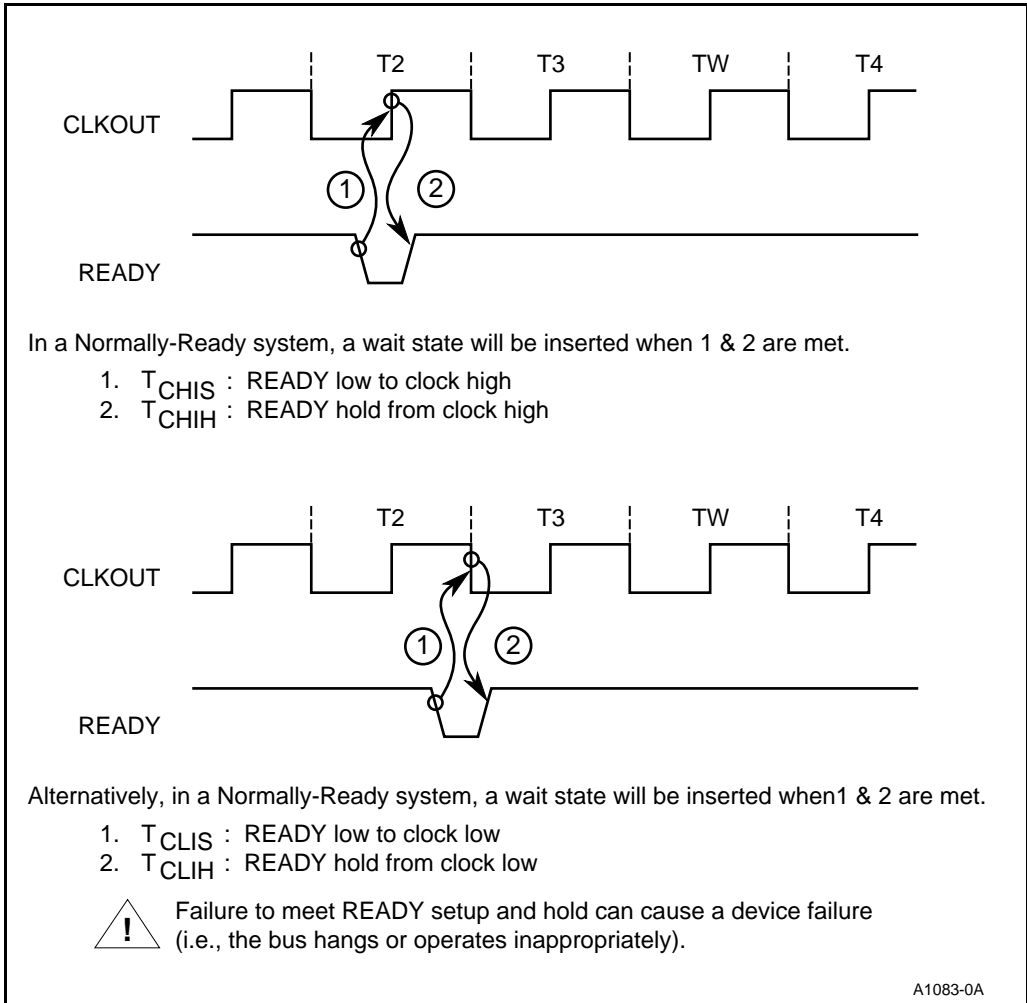 T2 T3 TW T4
CLKOUT
1 2
READY
In a Normally-Ready system, a wait state will be inserted when 1 & 2 are met.
1. TCHIS : READY low to clock high
2. TCHIH : READY hold from clock high
T2 T3 TW T4
CLKOUT
1 2
READY
Alternatively, in a Normally-Ready system, a wait state will be inserted when1 & 2 are met.
1. TCLIS : READY low to clock low
2. TCLIH : READY hold from clock low
! Failure to meet READY setup and hold can cause a device failure
(i.e., the bus hangs or operates inappropriately).
A1083-0A